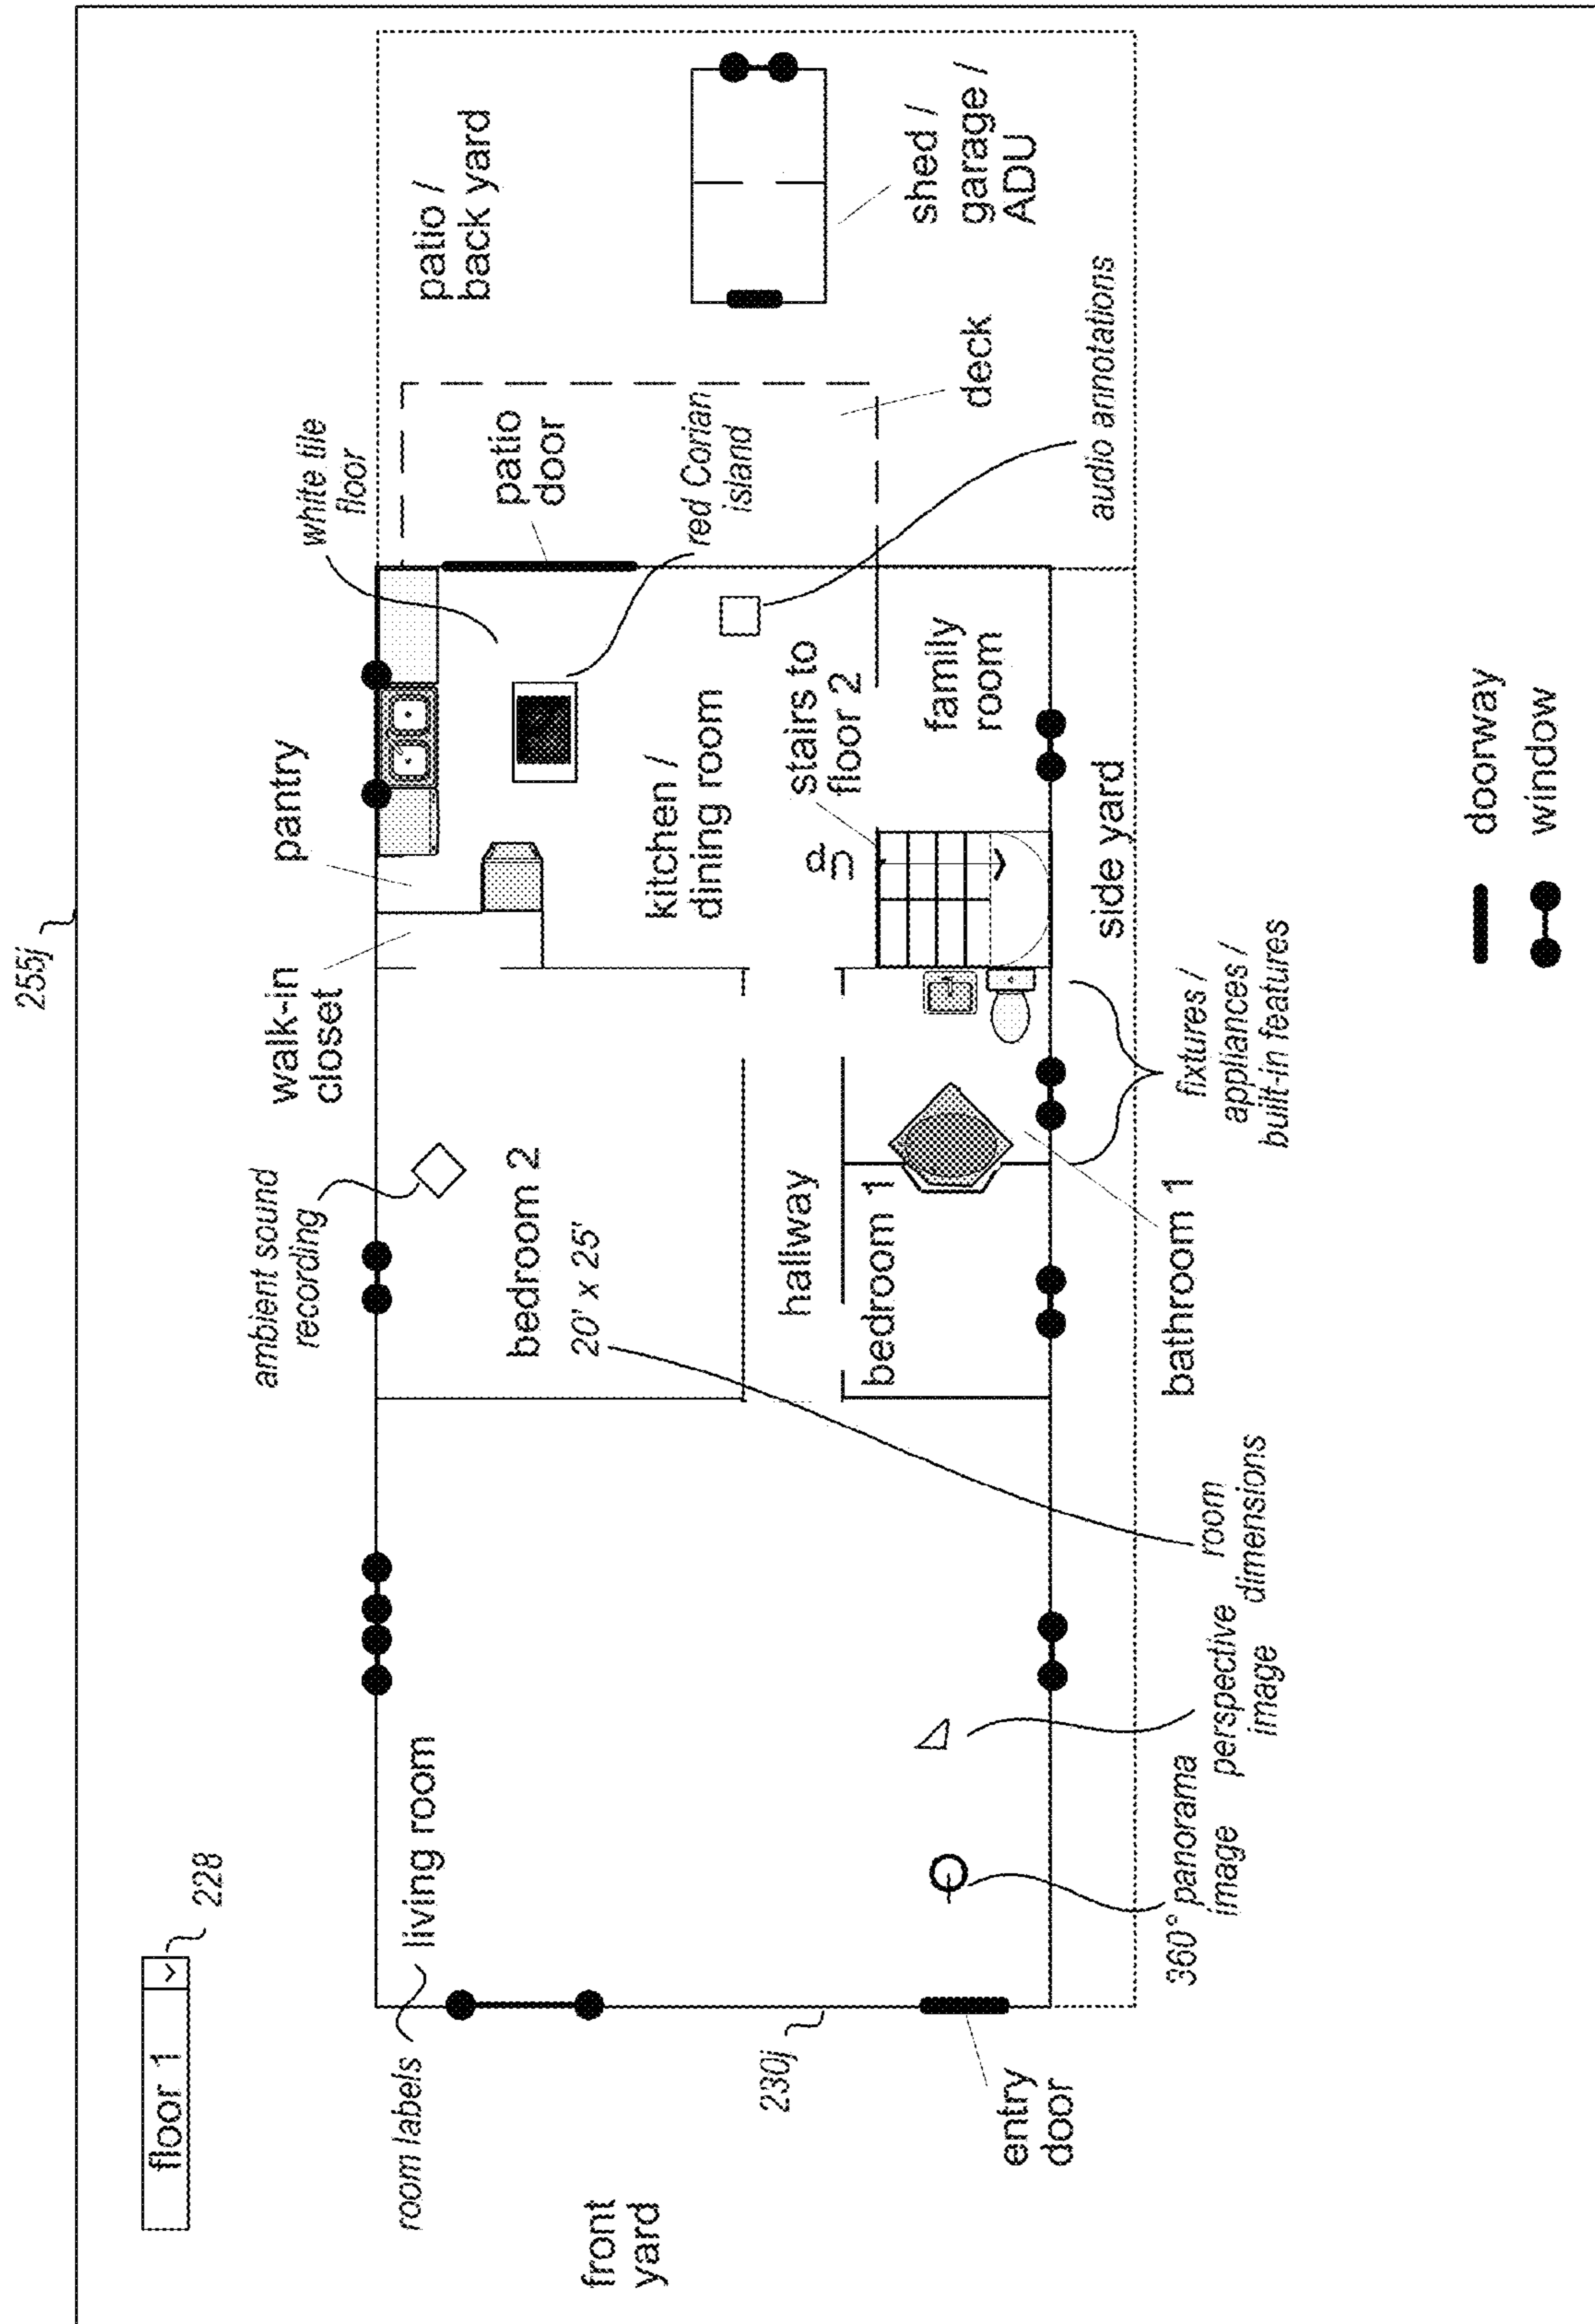 255j
floor 1
228
room labels
living room
ambient sound
recording
walk-in
closet
pantry
white tile
floor
patio /
back yard
front
yard
bedroom 2
20' x 25'
patio
door
red Corian
island
kitchen /
dining room
hallway
up
stairs to
floor 2
bedroom 1
family
room
deck
shed /
garage /
ADU
230j
entry
door
side yard
audio annotations
360° panorama
image
perspective
image
room
dimensions
bathroom 1
fixtures /
appliances /
built-in features
doorway
window